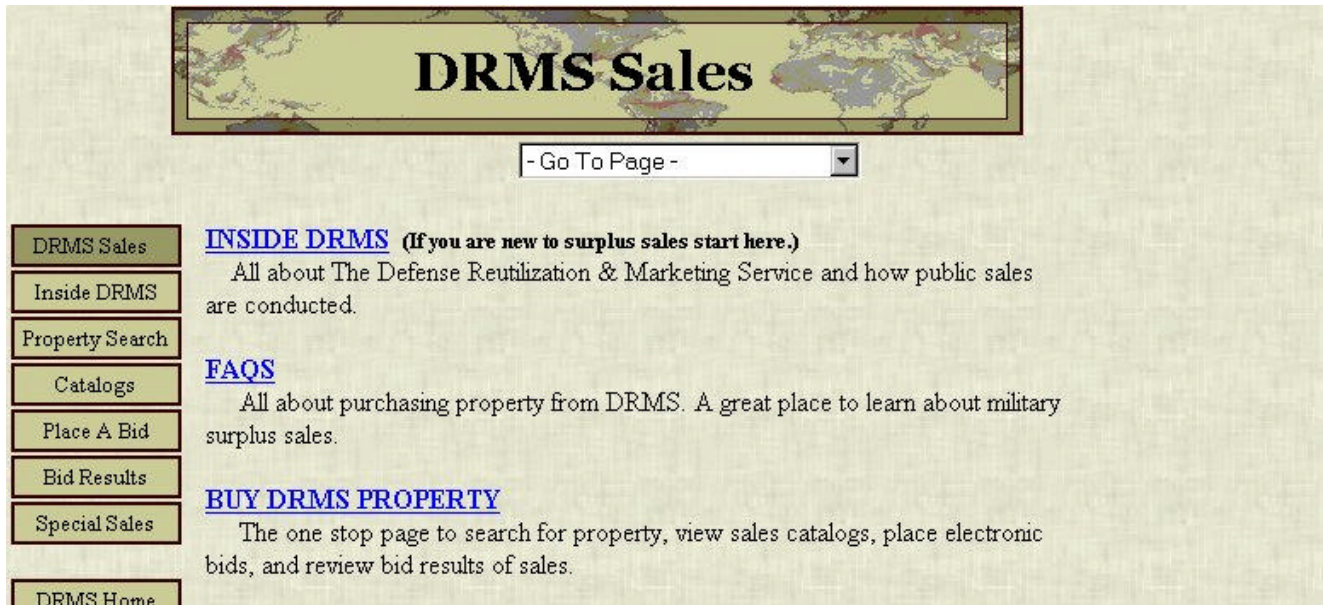 DRMS Sales
- Go To Page -
DRMS Sales
Inside DRMS
Property Search
Catalogs
Place A Bid
Bid Results
Special Sales
DRMS Home
INSIDE DRMS (If you are new to surplus sales start here.)
All about The Defense Reutilization & Marketing Service and how public sales
are conducted.
FAQS
All about purchasing property from DRMS. A great place to learn about military
surplus sales.
BUY DRMS PROPERTY
The one stop page to search for property, view sales catalogs, place electronic
bids, and review bid results of sales.